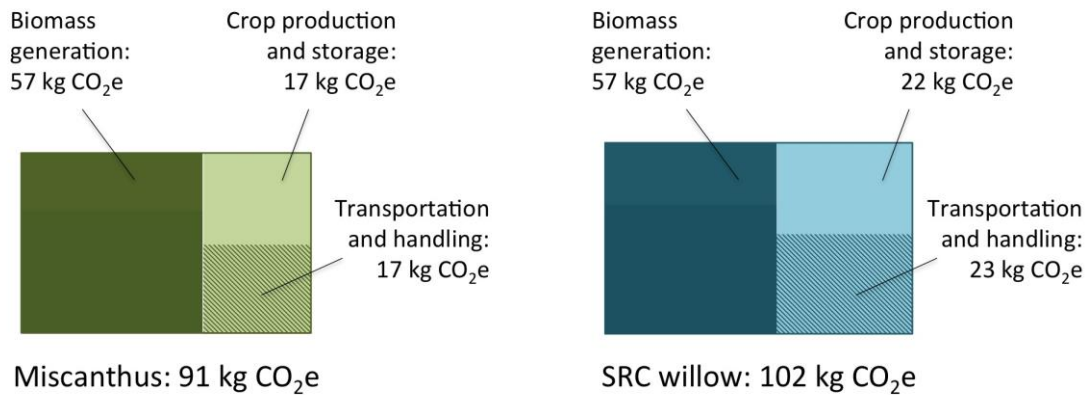 Biomass
generation:
57 kg CO₂e
Crop production
and storage:
17 kg CO₂e
Transportation
and handling:
17 kg CO₂e
Miscanthus: 91 kg CO₂e
Biomass
generation:
57 kg CO₂e
Crop production
and storage:
22 kg CO₂e
Transportation
and handling:
23 kg CO₂e
SRC willow: 102 kg CO₂e